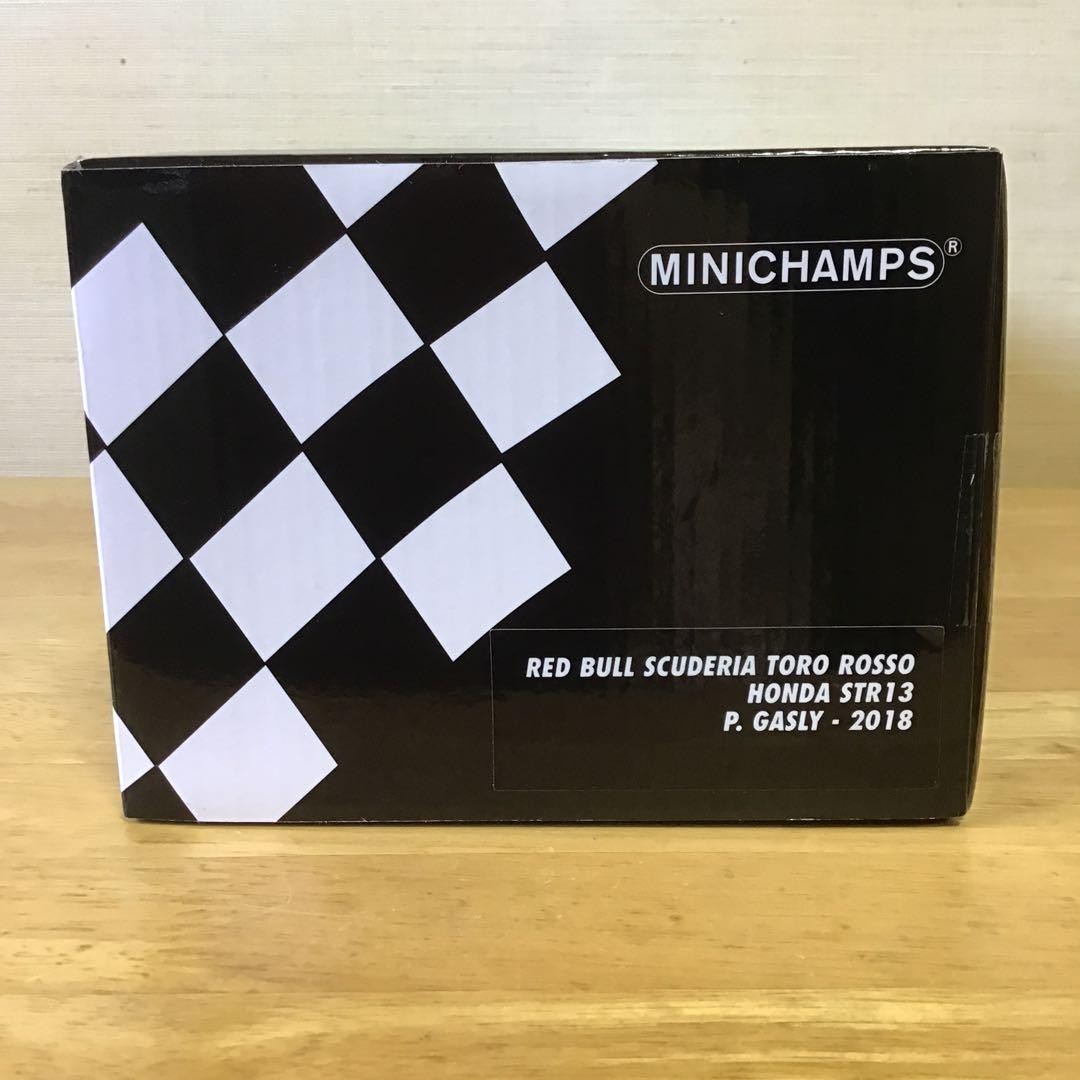 MINICHAMPS®
RED BULL SCUDERIA TORO ROSSO
HONDA STR13
P. GASLY - 2018